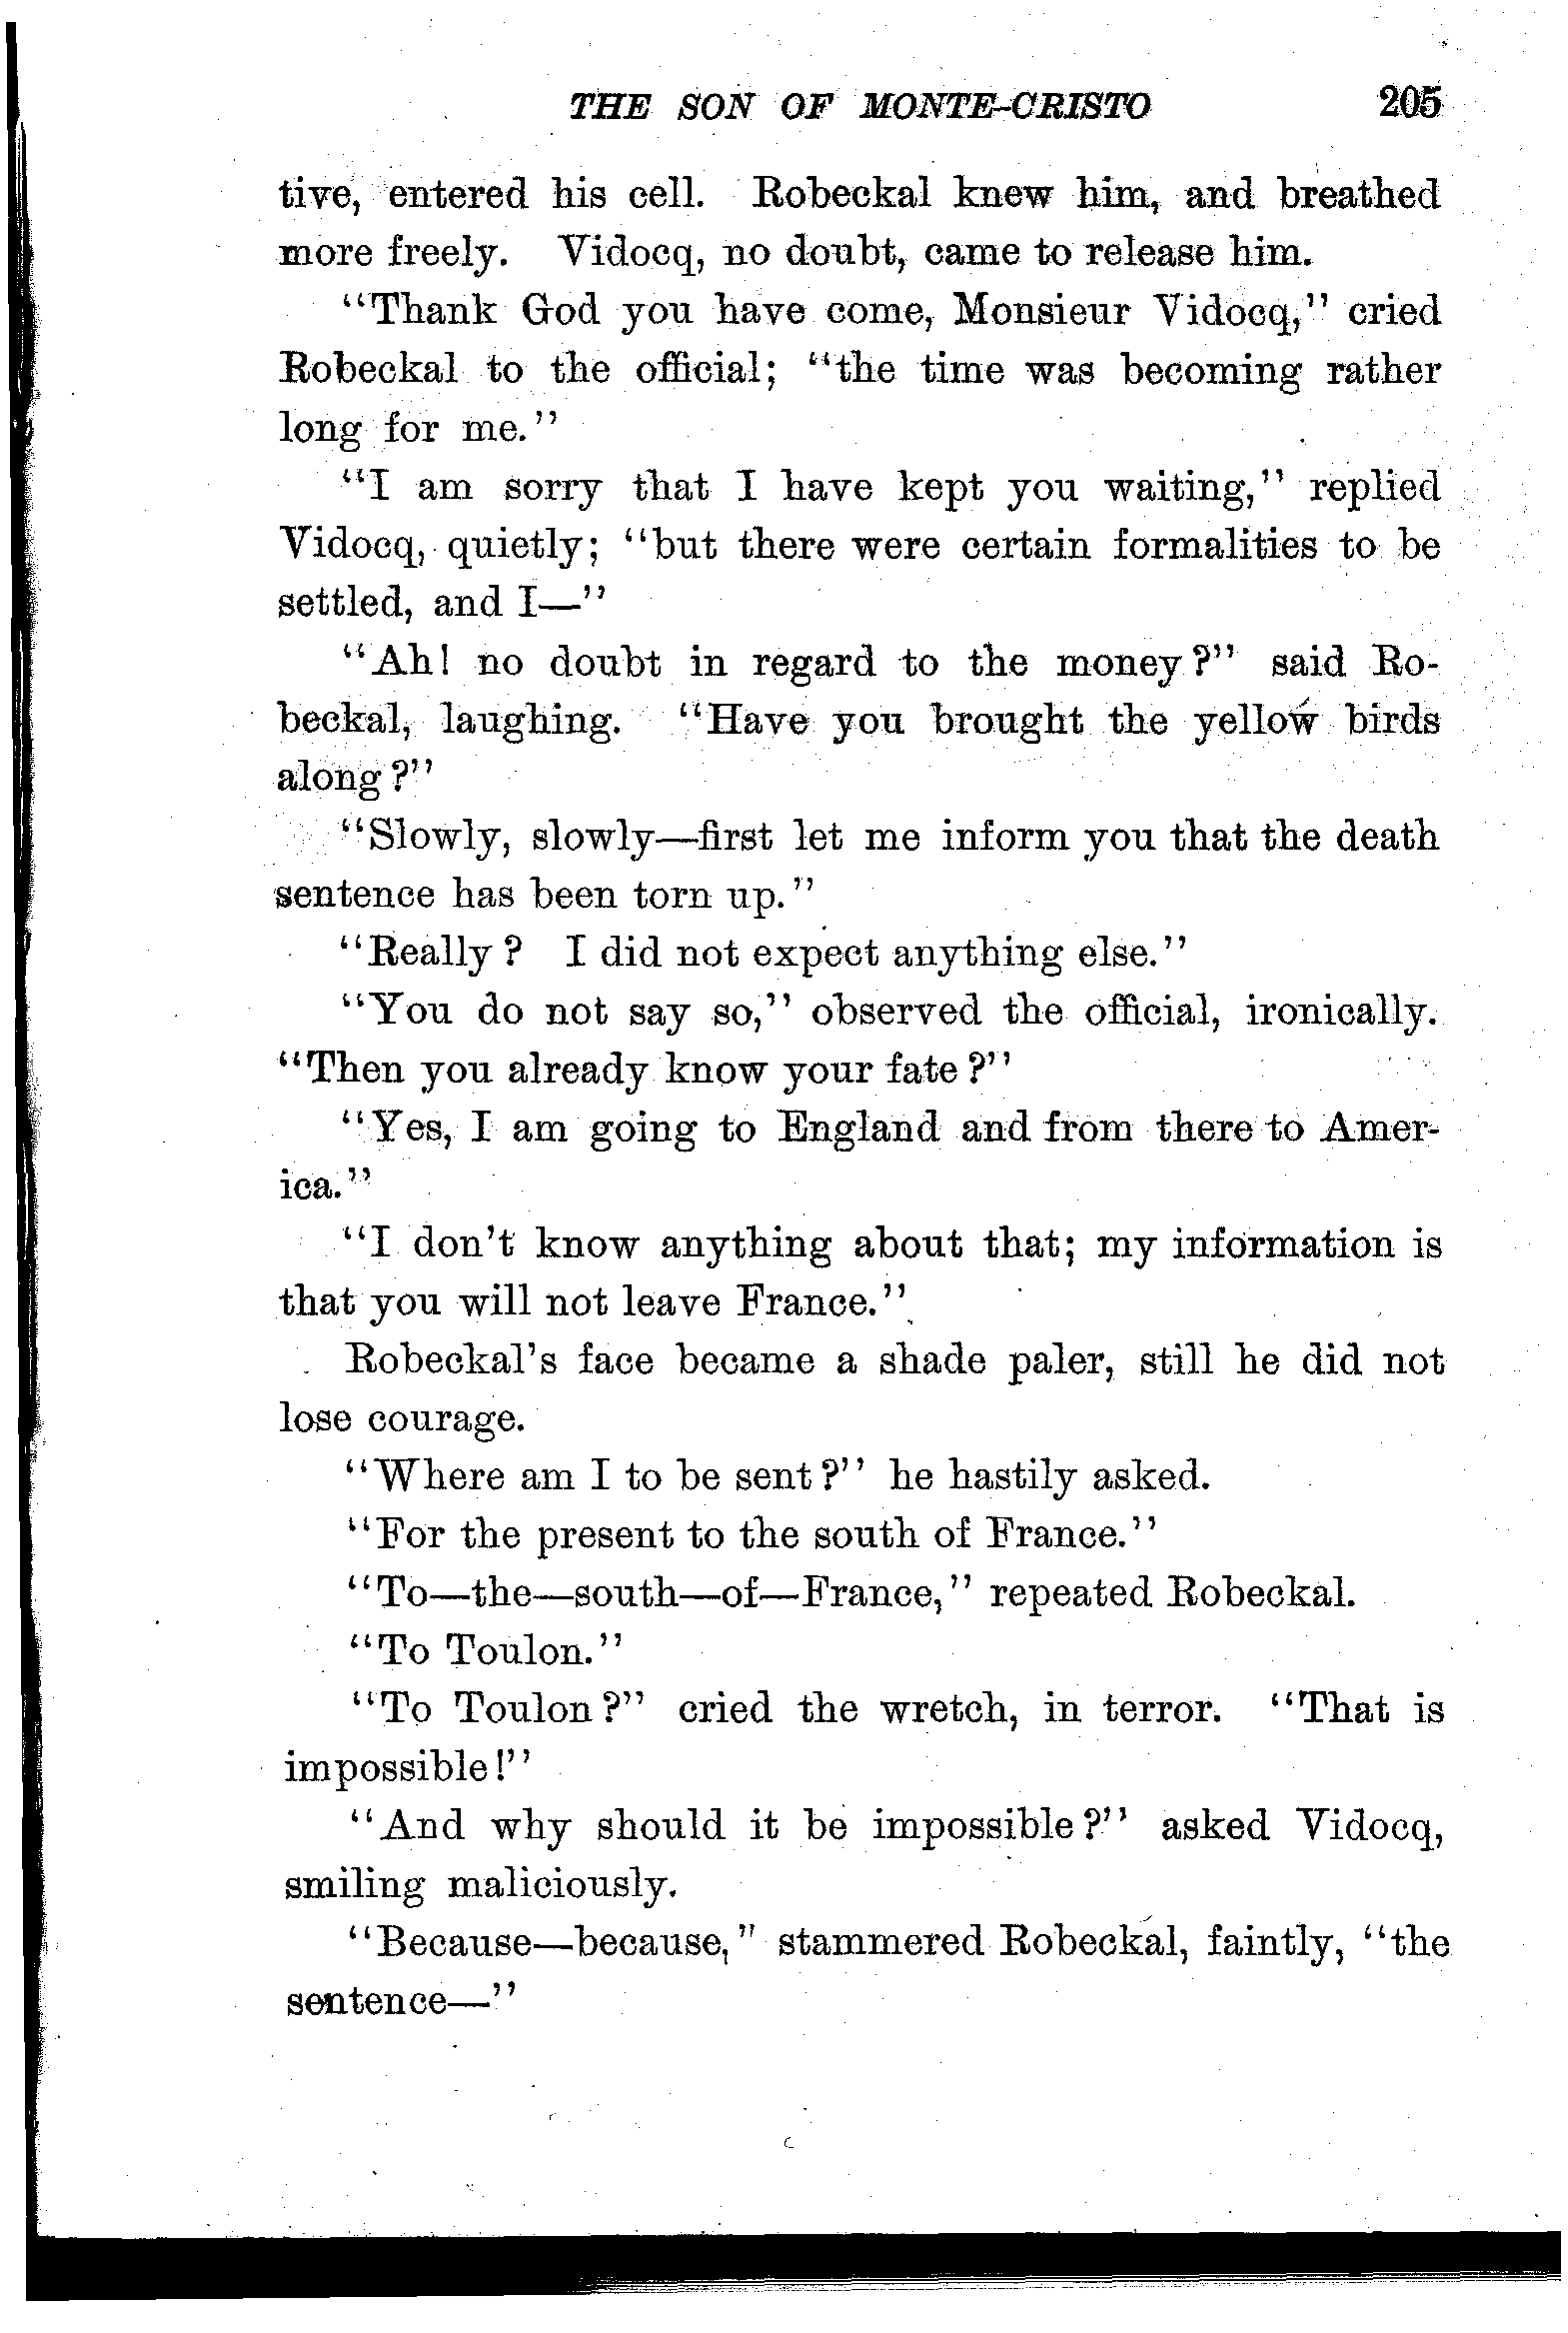 THE SON OF MONTE-CRISTO 205
tive, entered his cell. Robeckal knew him, and breathed
more freely. Vidocq, no doubt, came to release him.
"Thank God you have come, Monsieur Vidocq," cried
Robeckal to the official; "the time was becoming rather
long for me."
"I am sorry that I have kept you waiting," replied
Vidocq, quietly; "but there were certain formalities to be
settled, and I—"
"Ah! no doubt in regard to the money?" said Ro-
beckal, laughing. "Have you brought the yellow birds
along?"
"Slowly, slowly—first let me inform you that the death
sentence has been torn up."
"Really? I did not expect anything else."
"You do not say so," observed the official, ironically.
"Then you already know your fate?"
"Yes, I am going to England and from there to Amer-
ica."
"I don't know anything about that; my information is
that you will not leave France."
Robeckal's face became a shade paler, still he did not
lose courage.
"Where am I to be sent?" he hastily asked.
"For the present to the south of France."
"To—the—south—of—France," repeated Robeckal.
"To Toulon."
"To Toulon?" cried the wretch, in terror. "That is
impossible!"
"And why should it be impossible?" asked Vidocq,
smiling maliciously.
"Because—because," stammered Robeckal, faintly, "the
sentence—"